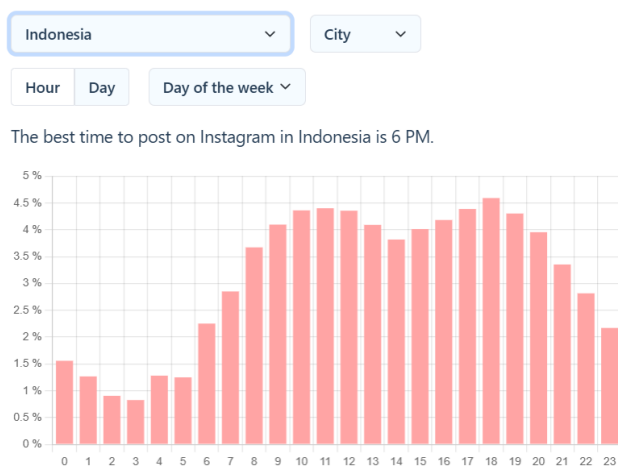 Indonesia City
Hour Day Day of the week
The best time to post on Instagram in Indonesia is 6 PM.
5 %
4.5 %
4 %
3.5 %
3 %
2.5 %
2 %
1.5 %
1 %
0.5 %
0 %
0 1 2 3 4 5 6 7 8 9 10 11 12 13 14 15 16 17 18 19 20 21 22 23